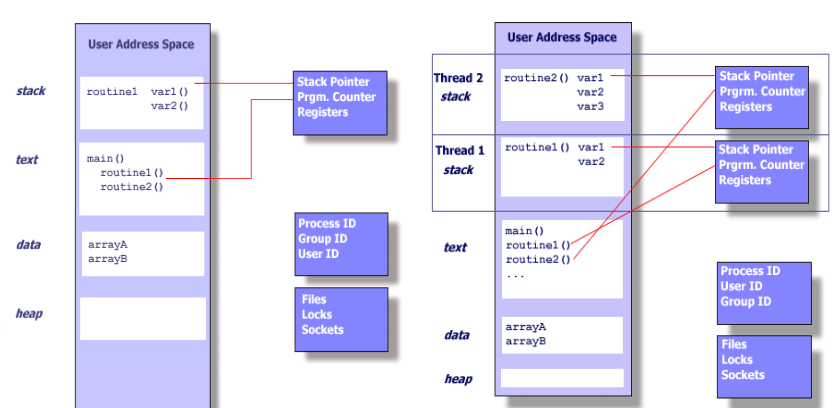 User Address Space
stack
routine1 var1()
var2()
Stack Pointer
Prgm. Counter
Registers
text
main()
routine1()
routine2()
data
arrayA
arrayB
Process ID
Group ID
User ID
heap
Files
Locks
Sockets
User Address Space
Thread 2
stack
routine2() var1
var2
var3
Stack Pointer
Prgrm. Counter
Registers
Thread 1
stack
routine1() var1
var2
Stack Pointer
Prgrm. Counter
Registers
text
main()
routine1()
routine2()
...
Process ID
User ID
Group ID
data
arrayA
arrayB
Files
Locks
Sockets
heap